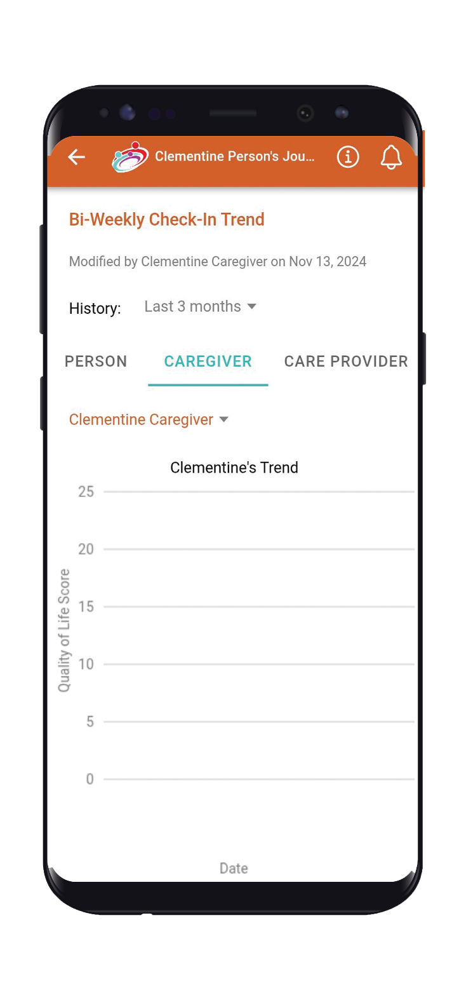 Clementine Person's Jou...
Bi-Weekly Check-In Trend
Modified by Clementine Caregiver on Nov 13, 2024
History: Last 3 months
PERSON CAREGIVER CARE PROVIDER
Clementine Caregiver
Clementine's Trend
25
20
15
10
5
0
Quality of Life Score
Date